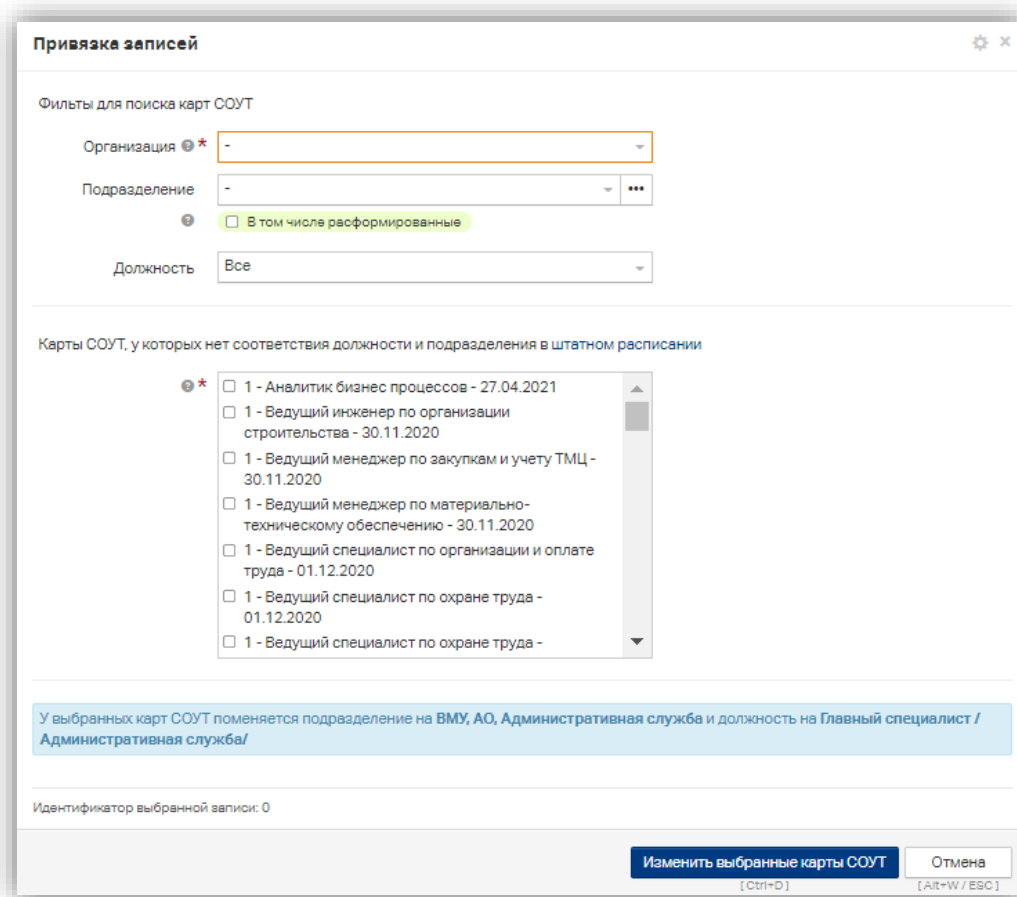 Привязка записей
Фильтры для поиска карт СОУТ
Организация * -
Подразделение -
В том числе расформированные
Должность Все
Карты СОУТ, у которых нет соответствия должности и подразделения в штатном расписании
* 1 - Аналитик бизнес процессов - 27.04.2021
1 - Ведущий инженер по организации
строительства - 30.11.2020
1 - Ведущий менеджер по закупкам и учету ТМЦ -
30.11.2020
1 - Ведущий менеджер по материально-
техническому обеспечению - 30.11.2020
1 - Ведущий специалист по организации и оплате
труда - 01.12.2020
1 - Ведущий специалист по охране труда -
01.12.2020
1 - Ведущий специалист по охране труда -
У выбранных карт СОУТ поменяется подразделение на ВМУ, АО, Административная служба и должность на Главный специалист /
Административная служба/
Идентификатор выбранной записи: 0
Изменить выбранные карты СОУТ Отмена
[Ctrl+D] [Alt+W / ESC]